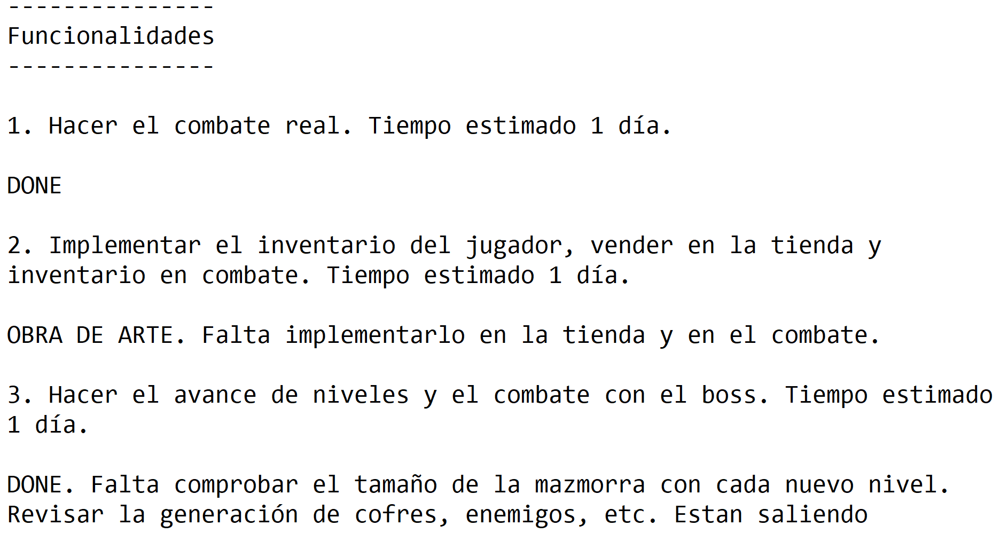 ---------------
Funcionalidades
---------------
1. Hacer el combate real. Tiempo estimado 1 día.
DONE
2. Implementar el inventario del jugador, vender en la tienda y
inventario en combate. Tiempo estimado 1 día.
OBRA DE ARTE. Falta implementarlo en la tienda y en el combate.
3. Hacer el avance de niveles y el combate con el boss. Tiempo estimado
1 día.
DONE. Falta comprobar el tamaño de la mazmorra con cada nuevo nivel.
Revisar la generación de cofres, enemigos, etc. Estan saliendo